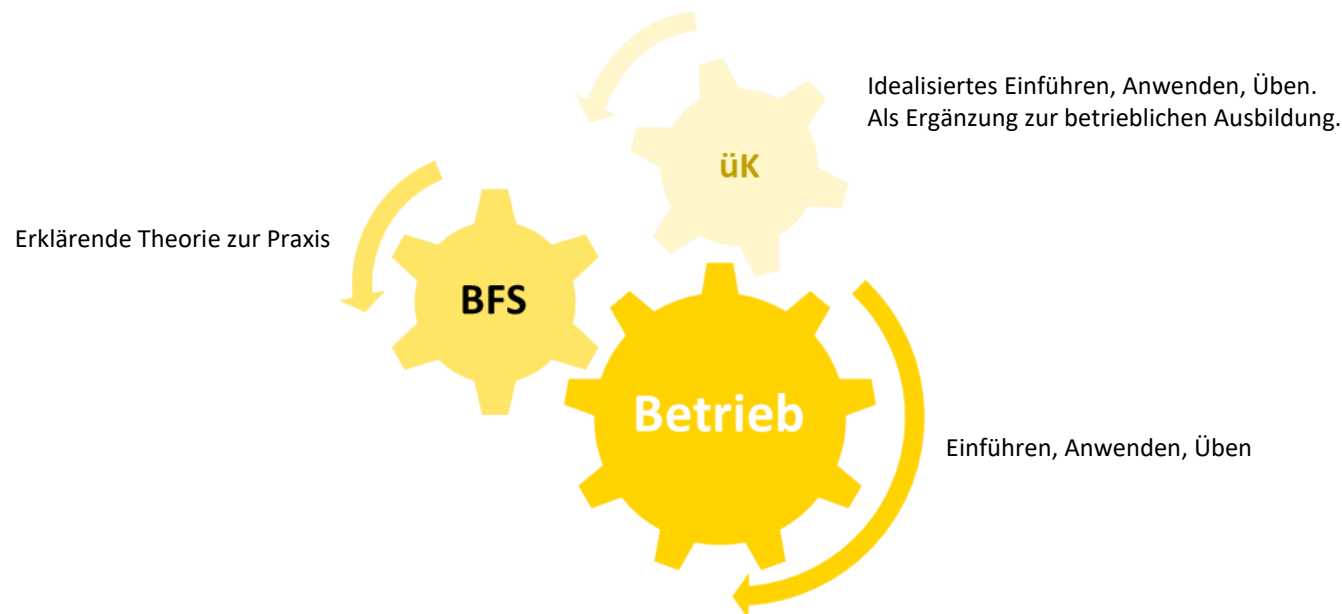 Idealisiertes Einführen, Anwenden, Üben.
Als Ergänzung zur betrieblichen Ausbildung.
üK
Erklärende Theorie zur Praxis
BFS
Betrieb
Einführen, Anwenden, Üben